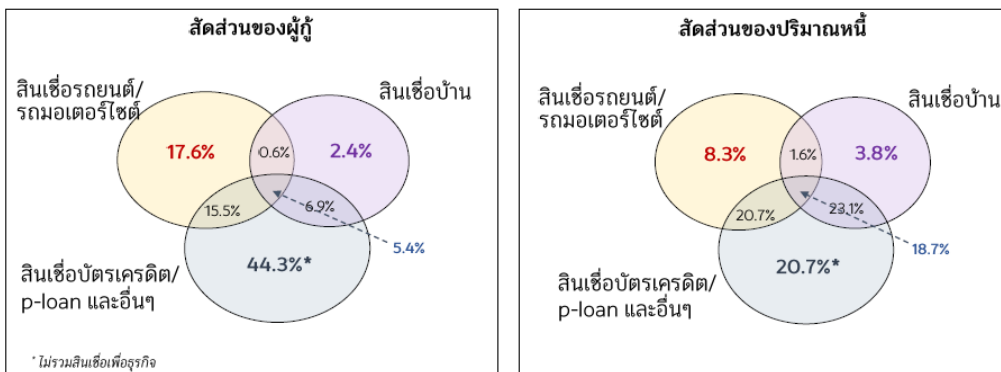 สัดส่วนของผู้กู้
สินเชื่อรถยนต์/
รถมอเตอร์ไซต์
สินเชื่อบ้าน
17.6%
0.6%
2.4%
15.5%
6.9%
5.4%
44.3%*
สินเชื่อบัตรเครดิต/
p-loan และอื่นๆ
* ไม่รวมสินเชื่อเพื่อธุรกิจ
สัดส่วนของปริมาณหนี้
สินเชื่อรถยนต์/
รถมอเตอร์ไซต์
สินเชื่อบ้าน
8.3%
1.6%
3.8%
20.7%
23.1%
18.7%
20.7%*
สินเชื่อบัตรเครดิต/
p-loan และอื่นๆ